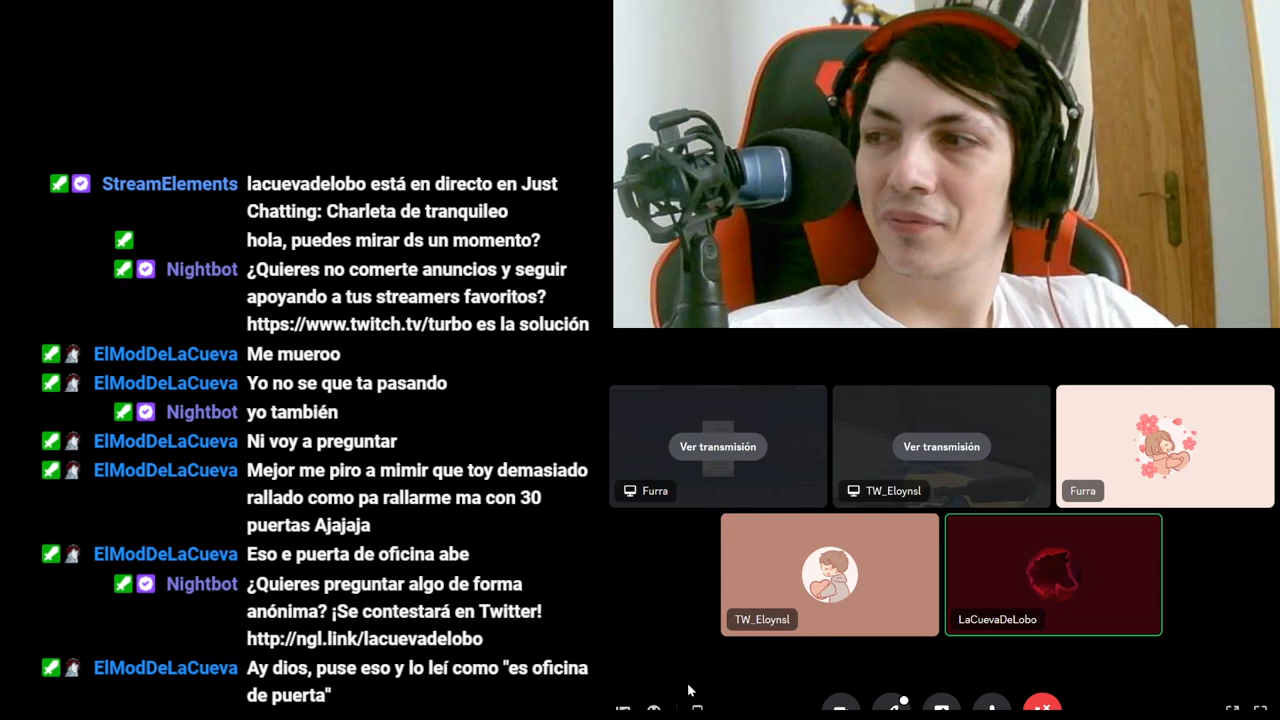 StreamElements lacuevadelobo está en directo en Just
Chatting: Charleta de tranquileo
hola, puedes mirar ds un momento?
Nightbot ¿Quieres no comerte anuncios y seguir
apoyando a tus streamers favoritos?
https://www.twitch.tv/turbo es la solución
ElModDeLaCueva Me mueroo
ElModDeLaCueva Yo no se que ta pasando
Nightbot yo también
ElModDeLaCueva Ni voy a preguntar
ElModDeLaCueva Mejor me piro a mimir que toy demasiado
rallado como pa rallarme ma con 30
puertas Ajajaja
ElModDeLaCueva Eso e puerta de oficina abe
Nightbot ¿Quieres preguntar algo de forma
anónima? ¡Se contestará en Twitter!
http://ngl.link/lacuevadelobo
ElModDeLaCueva Ay dios, puse eso y lo leí como "es oficina
de puerta"
Ver transmisión
Ver transmisión
Furra
TW_Eloynsl
Furra
TW_Eloynsl
LaCuevaDeLobo